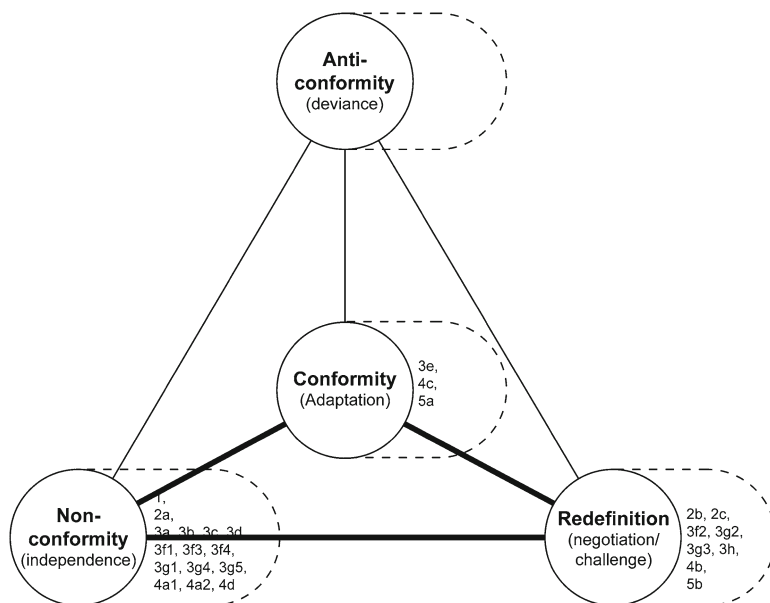 Anti-
conformity
(deviance)
Conformity
(Adaptation)
3e,
4c,
5a
Non-
conformity
(independence)
1,
2a,
3a, 3b, 3c, 3d
3f1, 3f3, 3f4,
3g1, 3g4, 3g5,
4a1, 4a2, 4d
Redefinition
(negotiation/
challenge)
2b, 2c,
3f2, 3g2,
3g3, 3h,
4b,
5b